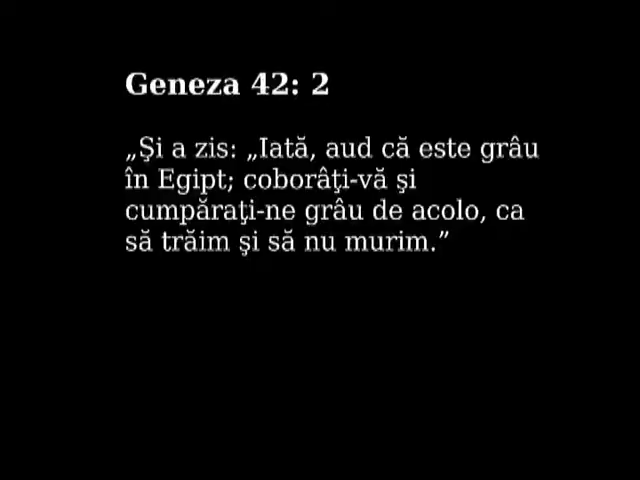 Geneza 42: 2
„Şi a zis: „Iată, aud că este grâu
în Egipt; coborâţi-vă şi
cumpăraţi-ne grâu de acolo, ca
să trăim şi să nu murim.”